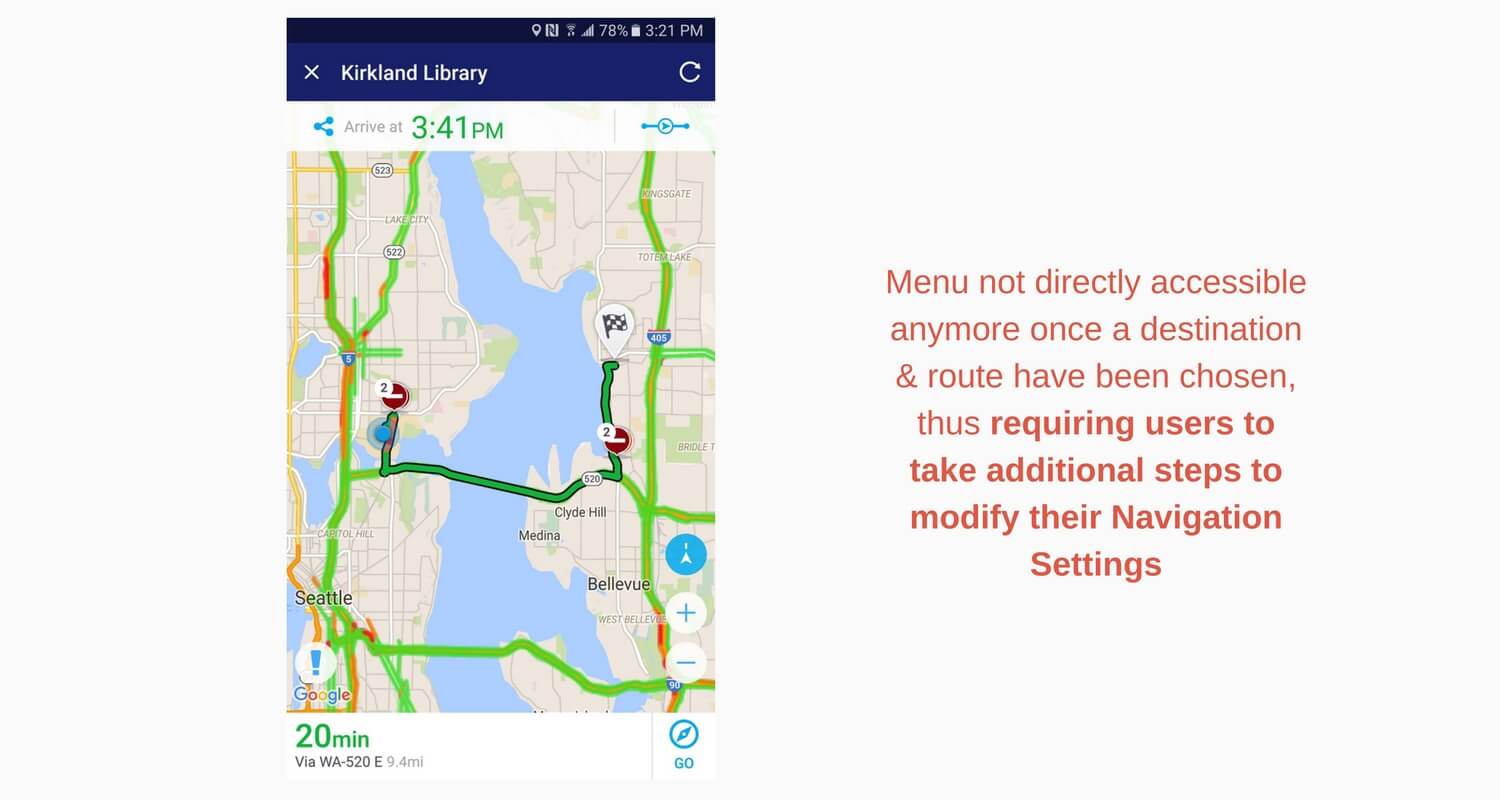 78% 3:21 PM
Kirkland Library
Arrive at 3:41PM
523
KINGSGATE
LAKE CITY
522
TOTEM LAKE
405
5
2
2
BRIDLE T
520
Clyde Hill
CAPITOL HILL
Medina
Bellevue
Seattle
WEST BELLEVUE
90
Google
20min
Via WA-520 E 9.4mi
GO
Menu not directly accessible
anymore once a destination
& route have been chosen,
thus requiring users to
take additional steps to
modify their Navigation
Settings